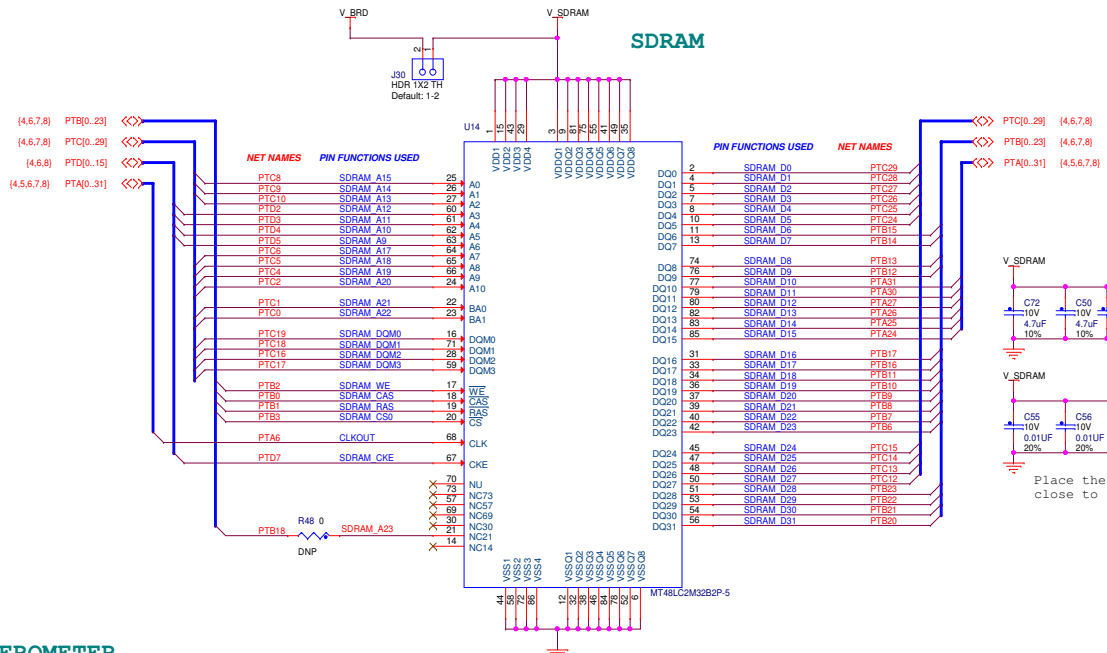 V_BRD
V_SDRAM
SDRAM
2
1
J30
HDR 1X2 TH
Default: 1-2
U14
1 15 43 29 3 9 81 75 55 41 49 35
VDD1 VDD2 VDD3 VDD4 VDDQ1 VDDQ2 VDDQ3 VDDQ4 VDDQ5 VDDQ6 VDDQ7 VDDQ8
{4,6,7,8} PTB[0..23]
{4,6,7,8} PTC[0..29]
{4,6,8} PTD[0..15]
{4,5,6,7,8} PTA[0..31]
NET NAMES PIN FUNCTIONS USED
PTC8 SDRAM_A15 25 A0
PTC9 SDRAM_A14 26 A1
PTC10 SDRAM_A13 27 A2
PTD2 SDRAM_A12 60 A3
PTD3 SDRAM_A11 61 A4
PTD4 SDRAM_A10 62 A5
PTD5 SDRAM_A9 63 A6
PTC6 SDRAM_A17 64 A7
PTC5 SDRAM_A18 65 A8
PTC4 SDRAM_A19 66 A9
PTC2 SDRAM_A20 24 A10
PTC1 SDRAM_A21 22 BA0
PTC0 SDRAM_A22 23 BA1
PTC19 SDRAM_DQM0 16 DQM0
PTC18 SDRAM_DQM1 71 DQM1
PTC16 SDRAM_DQM2 28 DQM2
PTC17 SDRAM_DQM3 59 DQM3
PTB2 SDRAM_WE 17 WE
PTB0 SDRAM_CAS 18 CAS
PTB1 SDRAM_RAS 19 RAS
PTB3 SDRAM_CS0 20 CS
PTA6 CLKOUT 68 CLK
PTD7 SDRAM_CKE 67 CKE
70 NU
73 NC73
57 NC57
69 NC69
30 NC30
PTB18 R48 0 SDRAM_A23 21 NC21
DNP
14 NC14
PIN FUNCTIONS USED NET NAMES
DQ0 2 SDRAM_D0 PTC29
DQ1 4 SDRAM_D1 PTC28
DQ2 5 SDRAM_D2 PTC27
DQ3 7 SDRAM_D3 PTC26
DQ4 8 SDRAM_D4 PTC25
DQ5 10 SDRAM_D5 PTC24
DQ6 11 SDRAM_D6 PTB15
DQ7 13 SDRAM_D7 PTB14
DQ8 74 SDRAM_D8 PTB13
DQ9 76 SDRAM_D9 PTB12
DQ10 77 SDRAM_D10 PTA31
DQ11 79 SDRAM_D11 PTA30
DQ12 80 SDRAM_D12 PTA27
DQ13 82 SDRAM_D13 PTA26
DQ14 83 SDRAM_D14 PTA25
DQ15 85 SDRAM_D15 PTA24
DQ16 31 SDRAM_D16 PTB17
DQ17 33 SDRAM_D17 PTB16
DQ18 34 SDRAM_D18 PTB11
DQ19 36 SDRAM_D19 PTB10
DQ20 37 SDRAM_D20 PTB9
DQ21 39 SDRAM_D21 PTB8
DQ22 40 SDRAM_D22 PTB7
DQ23 42 SDRAM_D23 PTB6
DQ24 45 SDRAM_D24 PTC15
DQ25 47 SDRAM_D25 PTC14
DQ26 48 SDRAM_D26 PTC13
DQ27 50 SDRAM_D27 PTC12
DQ28 51 SDRAM_D28 PTB23
DQ29 53 SDRAM_D29 PTB22
DQ30 54 SDRAM_D30 PTB21
DQ31 56 SDRAM_D31 PTB20
VSS1 VSS2 VSS3 VSS4 VSSQ1 VSSQ2 VSSQ3 VSSQ4 VSSQ5 VSSQ6 VSSQ7 VSSQ8
44 58 72 86 12 32 38 46 84 78 52 6
MT48LC2M32B2P-5
PTC[0..29] {4,6,7,8}
PTB[0..23] {4,6,7,8}
PTA[0..31] {4,5,6,7,8}
V_SDRAM
C72 C50
10V 10V
4.7uF 4.7uF
10% 10%
V_SDRAM
C55 C56
10V 10V
0.01UF 0.01UF
20% 20%
Place the
close to